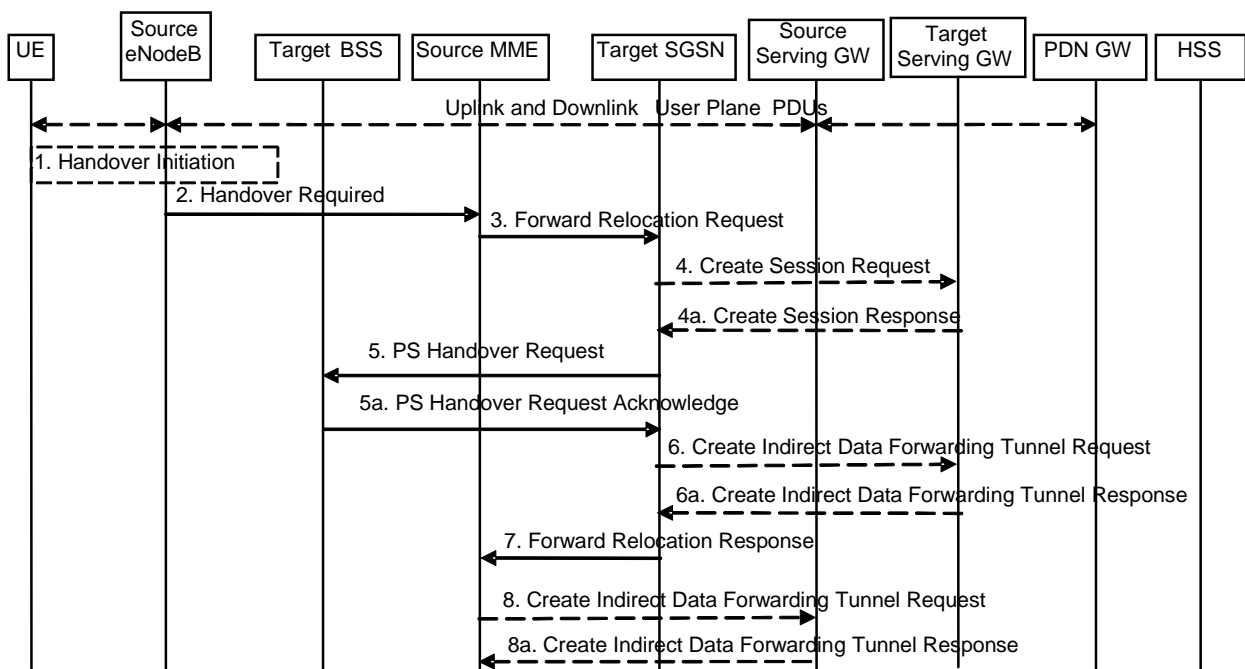 UE
Source
eNodeB
Target BSS
Source MME
Target SGSN
Source
Serving GW
Target
Serving GW
PDN GW
HSS
Uplink and Downlink User Plane PDUs
1. Handover Initiation
2. Handover Required
3. Forward Relocation Request
4. Create Session Request
4a. Create Session Response
5. PS Handover Request
5a. PS Handover Request Acknowledge
6. Create Indirect Data Forwarding Tunnel Request
6a. Create Indirect Data Forwarding Tunnel Response
7. Forward Relocation Response
8. Create Indirect Data Forwarding Tunnel Request
8a. Create Indirect Data Forwarding Tunnel Response